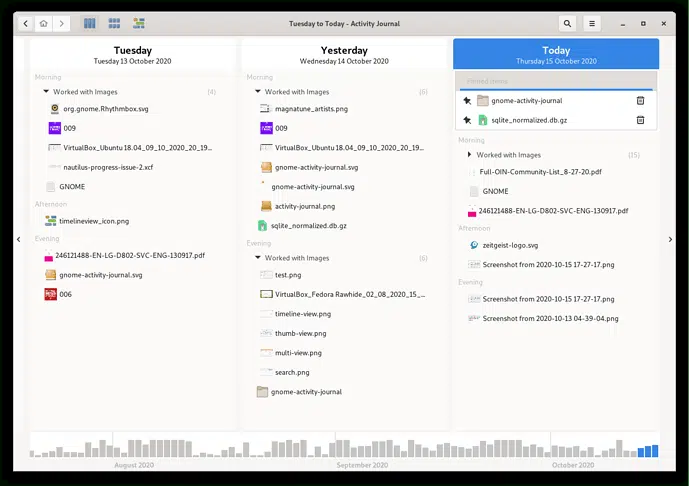 Tuesday to Today - Activity Journal
Tuesday
Tuesday 13 October 2020
Morning
Worked with Images (4)
org.gnome.Rhythmbox.svg
009
VirtualBox_Ubuntu 18.04_09_10_2020_20_19...
nautilus-progress-issue-2.xcf
GNOME
Afternoon
timelineview_icon.png
Evening
246121488-EN-LG-D802-SVC-ENG-130917.pdf
gnome-activity-journal.svg
006
Yesterday
Wednesday 14 October 2020
Morning
Worked with Images (6)
magnatune_artists.png
009
VirtualBox_Ubuntu 18.04_09_10_2020_20_19...
gnome-activity-journal.svg
gnome-activity-journal.svg
activity-journal.png
sqlite_normalized.db.gz
Evening
Worked with Images (6)
test.png
VirtualBox_Fedora Rawhide_02_08_2020_15_...
timeline-view.png
thumb-view.png
multi-view.png
search.png
gnome-activity-journal
Today
Thursday 15 October 2020
Pinned items
gnome-activity-journal
sqlite_normalized.db.gz
Morning
Worked with Images (15)
Full-OIN-Community-List_8-27-20.pdf
GNOME
246121488-EN-LG-D802-SVC-ENG-130917.pdf
Afternoon
zeitgeist-logo.svg
Screenshot from 2020-10-15 17-27-17.png
Evening
Screenshot from 2020-10-15 17-27-17.png
Screenshot from 2020-10-13 04-39-04.png
August 2020
September 2020
October 2020